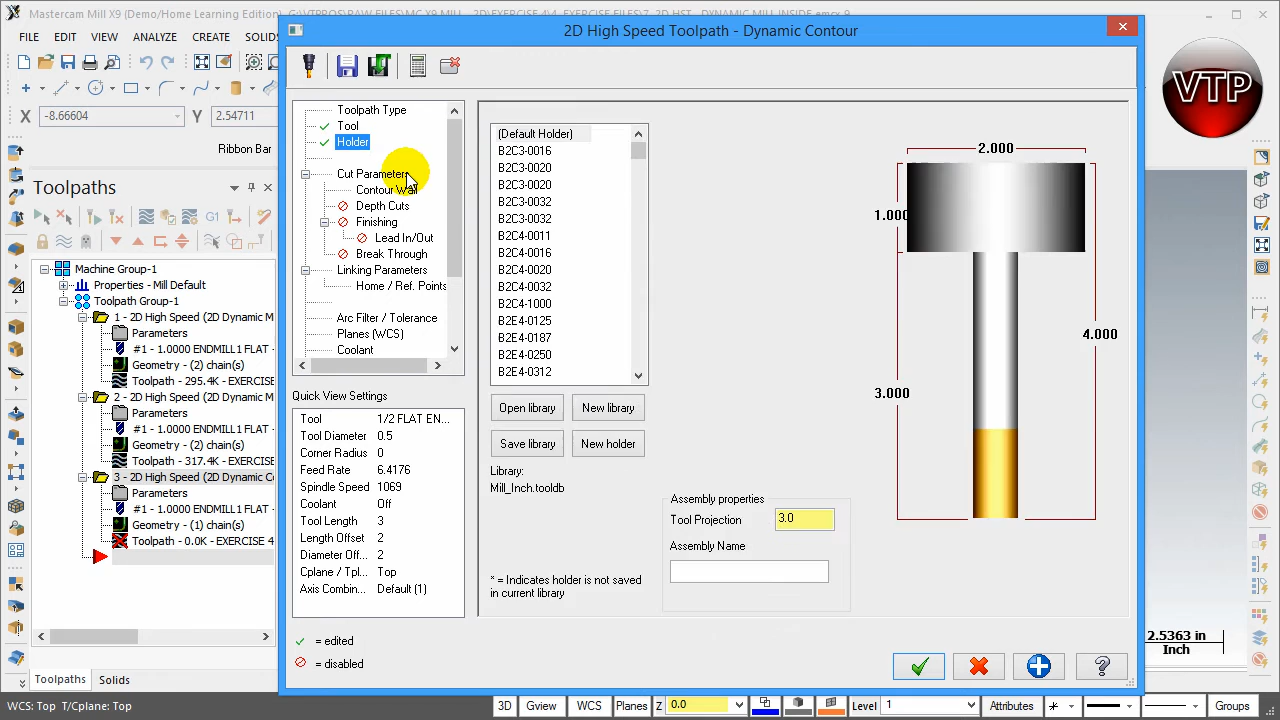 Mastercam Mill X9 (Demo/Home Learning Edition)
2D High Speed Toolpath - Dynamic Contour
FILE EDIT VIEW ANALYZE CREATE SOLIDS
X -8.66604 Y 2.54711
Ribbon Bar
VTP
Toolpaths
G1
Machine Group-1
Properties - Mill Default
Toolpath Group-1
1 - 2D High Speed (2D Dynamic M
Parameters
#1 - 1.0000 ENDMILL1 FLAT -
Geometry - (2) chain(s)
Toolpath - 295.4K - EXERCISE
2 - 2D High Speed (2D Dynamic M
Parameters
#1 - 1.0000 ENDMILL1 FLAT -
Geometry - (2) chain(s)
Toolpath - 317.4K - EXERCISE
3 - 2D High Speed (2D Dynamic Co
Parameters
#1 - 1.0000 ENDMILL1 FLAT -
Geometry - (1) chain(s)
Toolpath - 0.0K - EXERCISE 4
Toolpaths Solids
Toolpath Type
Tool
Holder
Cut Parameters
Contour Wall
Depth Cuts
Finishing
Lead In/Out
Break Through
Linking Parameters
Home / Ref. Points
Arc Filter / Tolerance
Planes (WCS)
Coolant
Quick View Settings
Tool 1/2 FLAT EN...
Tool Diameter 0.5
Corner Radius 0
Feed Rate 6.4176
Spindle Speed 1069
Coolant Off
Tool Length 3
Length Offset 2
Diameter Off... 2
Cplane / Tpl... Top
Axis Combin... Default (1)
= edited
= disabled
(Default Holder)
B2C3-0016
B2C3-0026
B2C3-0020
B2C3-0032
B2C3-0032
B2C4-0011
B2C4-0016
B2C4-0020
B2C4-0032
B2C4-1000
B2E4-0125
B2E4-0187
B2E4-0250
B2E4-0312
Open library New library
Save library New holder
Library:
Mill_Inch.tooldb
* = Indicates holder is not saved
in current library
Assembly properties
Tool Projection 3.0
Assembly Name
2.000
1.000
4.000
3.000
2.5363 in
Inch
WCS: Top T/Cplane: Top
3D Gview WCS Planes Z 0.0 Level 1 Attributes * Groups